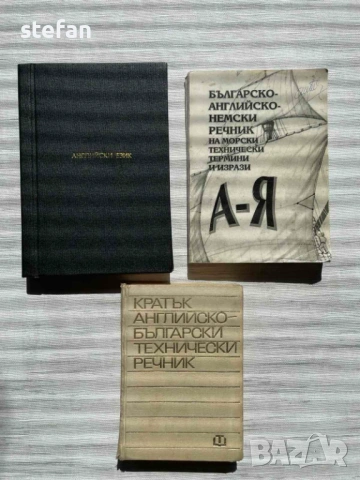 stefan
АНГЛИЙСКИ ЕЗИК
БЪЛГАРСКО-
АНГЛИЙСКО-
НЕМСКИ
РЕЧНИК
НА МОРСКИ
ТЕХНИЧЕСКИ
ТЕРМИНИ
И ИЗРАЗИ
А-Я
КРАТЪК
АНГЛИЙСКО-
БЪЛГАРСКИ
ТЕХНИЧЕСКИ
РЕЧНИК
BAZAR